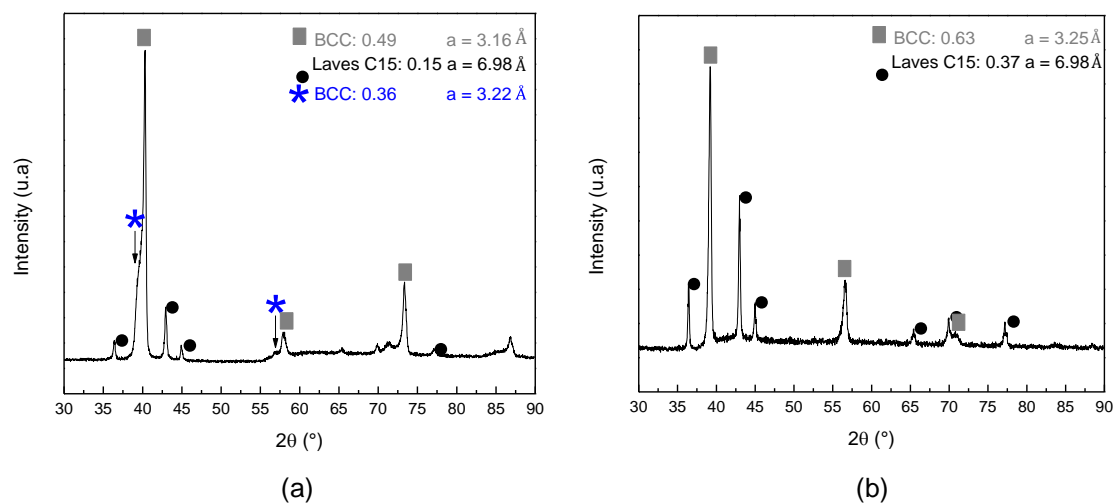 BCC: 0.49 a = 3.16 Å
Laves C15: 0.15 a = 6.98 Å
BCC: 0.36 a = 3.22 Å
Intensity (u.a)
30 35 40 45 50 55 60 65 70 75 80 85 90
2θ (°)
(a)
BCC: 0.63 a = 3.25 Å
Laves C15: 0.37 a = 6.98 Å
Intensity (u.a)
30 35 40 45 50 55 60 65 70 75 80 85 90
2θ (°)
(b)